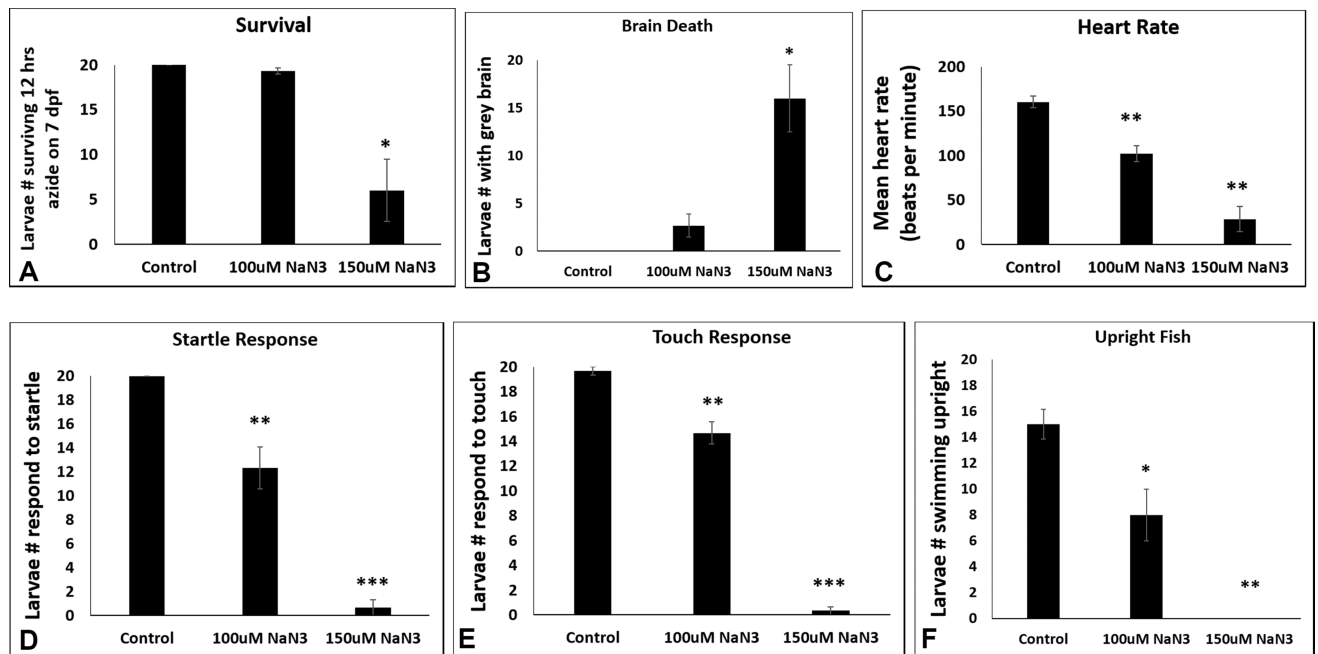 Survival
Larvae # survivng 12 hrs
azide on 7 dpf
20
15
10
5
0
*
Control 100uM NaN3 150uM NaN3
A
Brain Death
Larvae # with grey brain
20
15
10
5
0
*
Control 100uM NaN3 150uM NaN3
B
Heart Rate
Mean heart rate
(beats per minute)
200
150
100
50
0
**
**
Control 100uM NaN3 150uM NaN3
C
Startle Response
Larvae # respond to startle
20
18
16
14
12
10
8
6
4
2
0
**
***
Control 100uM NaN3 150uM NaN3
D
Touch Response
Larvae # respond to touch
20
18
16
14
12
10
8
6
4
2
0
**
***
Control 100uM NaN3 150uM NaN3
E
Upright Fish
Larvae # swimming upright
20
18
16
14
12
10
8
6
4
2
0
*
**
Control 100uM NaN3 150uM NaN3
F